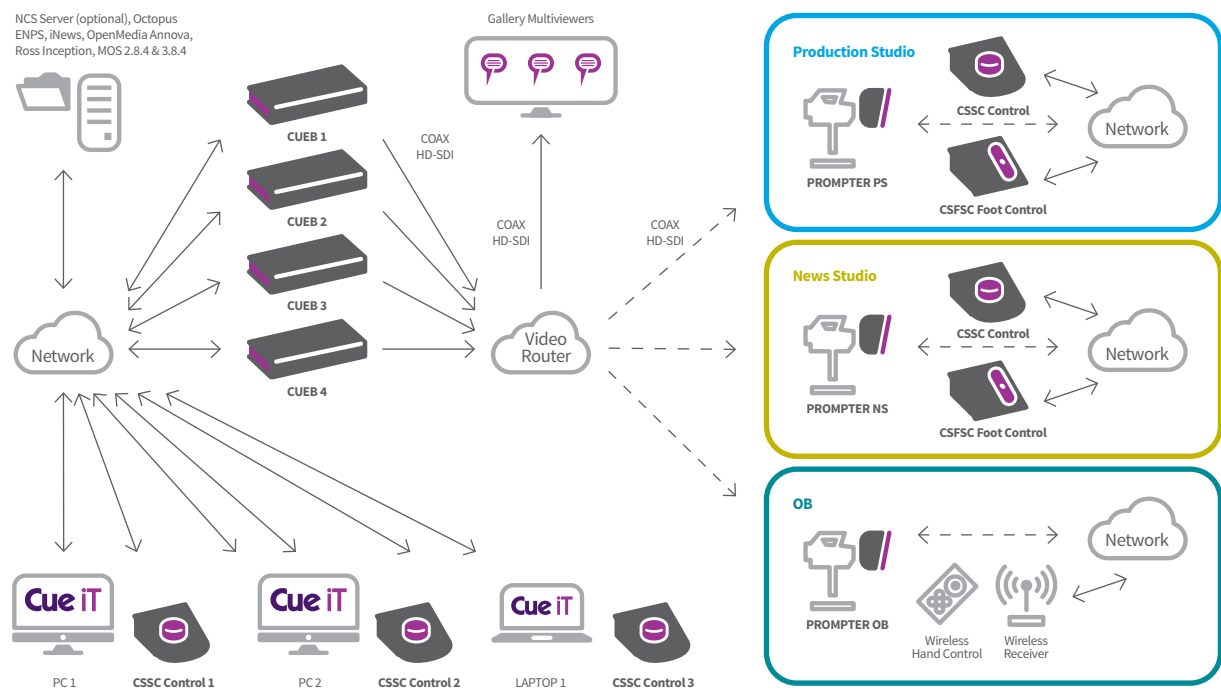 NCS Server (optional), Octopus
ENPS, iNews, OpenMedia Annova,
Ross Inception, MOS 2.8.4 & 3.8.4
Network
CUEB 1
CUEB 2
CUEB 3
CUEB 4
COAX
HD-SDI
Gallery Multiviewers
COAX
HD-SDI
Video
Router
COAX
HD-SDI
Production Studio
CSSC Control
Network
PROMPTER PS
CSFSC Foot Control
News Studio
CSSC Control
Network
PROMPTER NS
CSFSC Foot Control
OB
Network
PROMPTER OB
Wireless
Hand Control
Wireless
Receiver
Cue iT
PC 1
CSSC Control 1
Cue iT
PC 2
CSSC Control 2
Cue iT
LAPTOP 1
CSSC Control 3